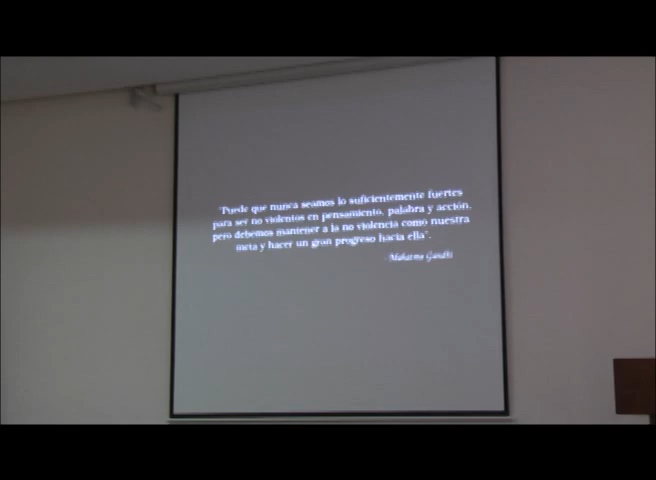 "Puede que nunca seamos lo suficientemente fuertes
para ser no violentos en pensamiento, palabra y acción,
pero debemos mantener a la no violencia como nuestra
meta y hacer un gran progreso hacia ella".
- Mahatma Gandhi